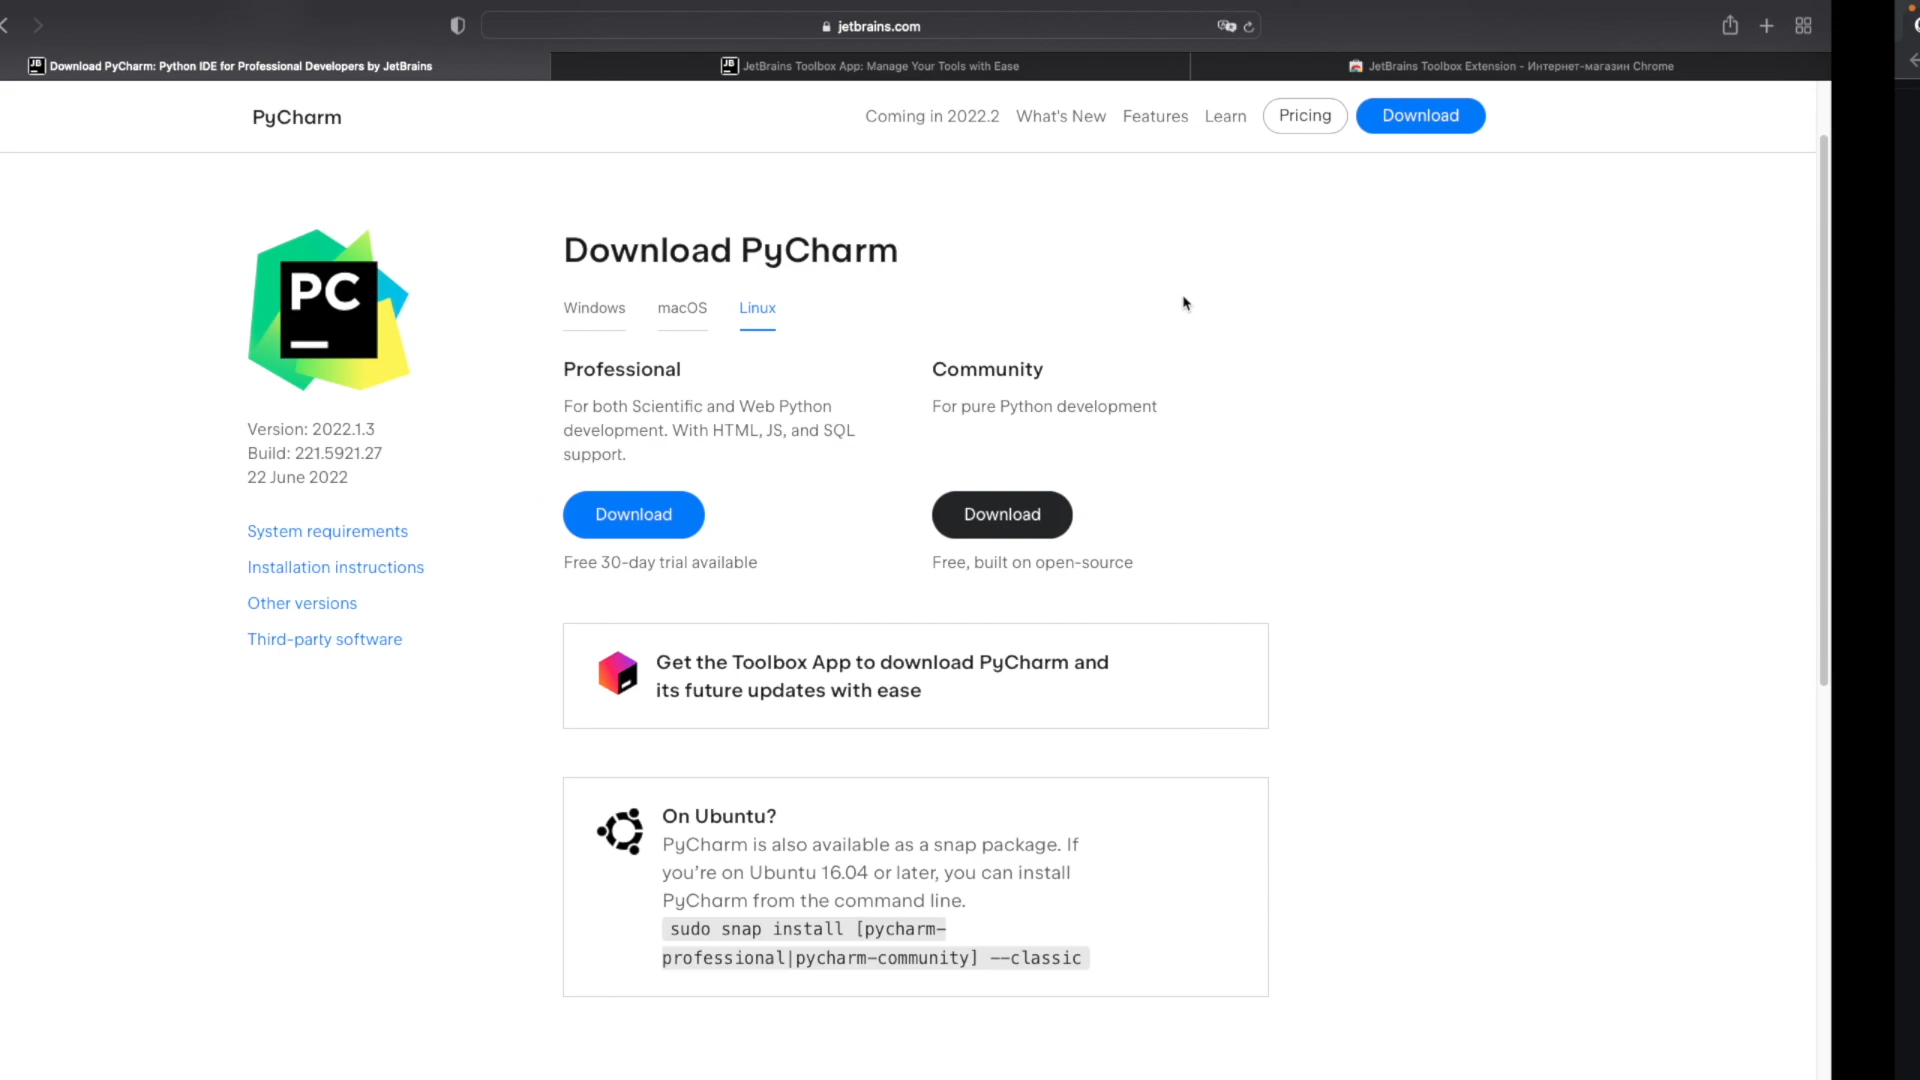 jetbrains.com
JB Download PyCharm: Python IDE for Professional Developers by JetBrains
JB JetBrains Toolbox App: Manage Your Tools with Ease
JetBrains Toolbox Extension - Интернет-магазин Chrome
PyCharm
Coming in 2022.2 What's New Features Learn Pricing Download
PC
Download PyCharm
Windows macOS Linux
Version: 2022.1.3
Build: 221.5921.27
22 June 2022
System requirements
Installation instructions
Other versions
Third-party software
Professional
For both Scientific and Web Python
development. With HTML, JS, and SQL
support.
Download
Free 30-day trial available
Community
For pure Python development
Download
Free, built on open-source
Get the Toolbox App to download PyCharm and
its future updates with ease
On Ubuntu?
PyCharm is also available as a snap package. If
you’re on Ubuntu 16.04 or later, you can install
PyCharm from the command line.
sudo snap install [pycharm-
professional|pycharm-community] --classic